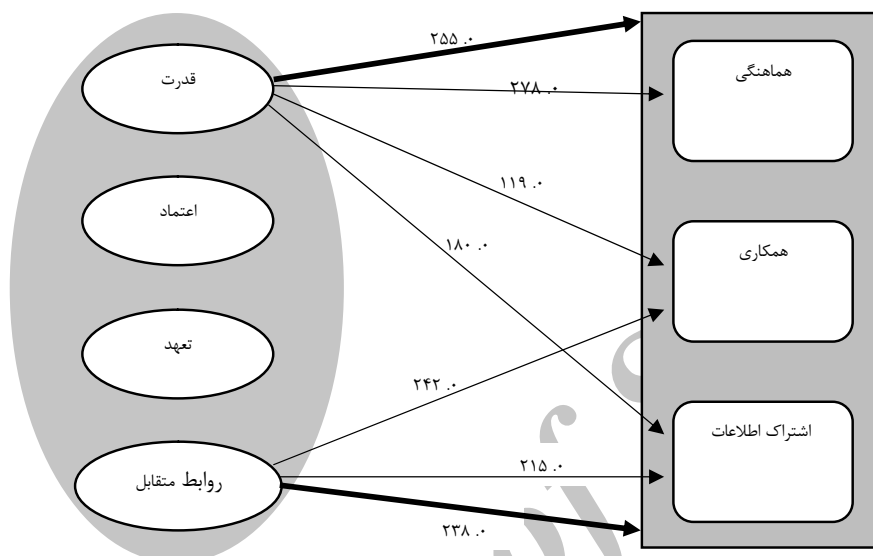 ۲۵۵ .۰
قدرت
هماهنگی
۲۷۸ .۰
۱۱۹ .۰
اعتماد
۱۸۰ .۰
همکاری
تعهد
۲۴۲ .۰
اشتراک اطلاعات
روابط متقابل
۲۱۵ .۰
۲۳۸ .۰